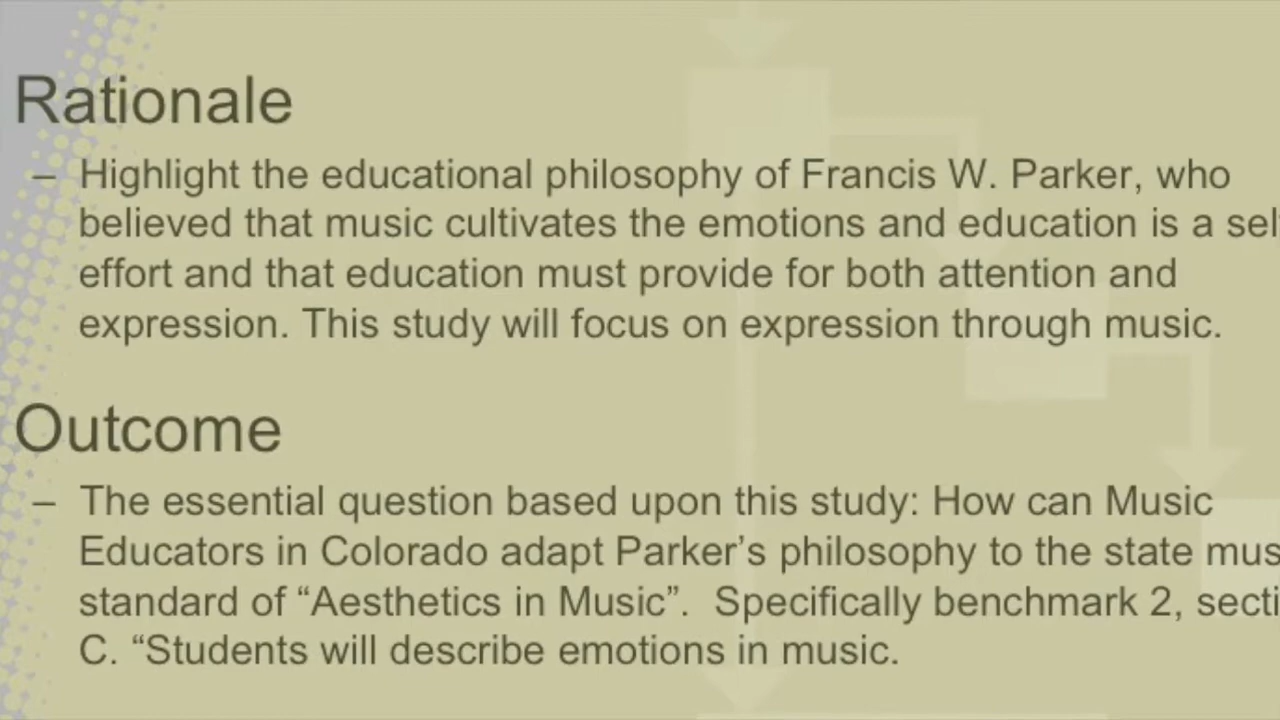 Rationale
– Highlight the educational philosophy of Francis W. Parker, who
believed that music cultivates the emotions and education is a
effort and that education must provide for both attention and
expression. This study will focus on expression through music.
Outcome
– The essential question based upon this study: How can Music
Educators in Colorado adapt Parker’s philosophy to the state
standard of “Aesthetics in Music”. Specifically benchmark 2,
C. “Students will describe emotions in music.